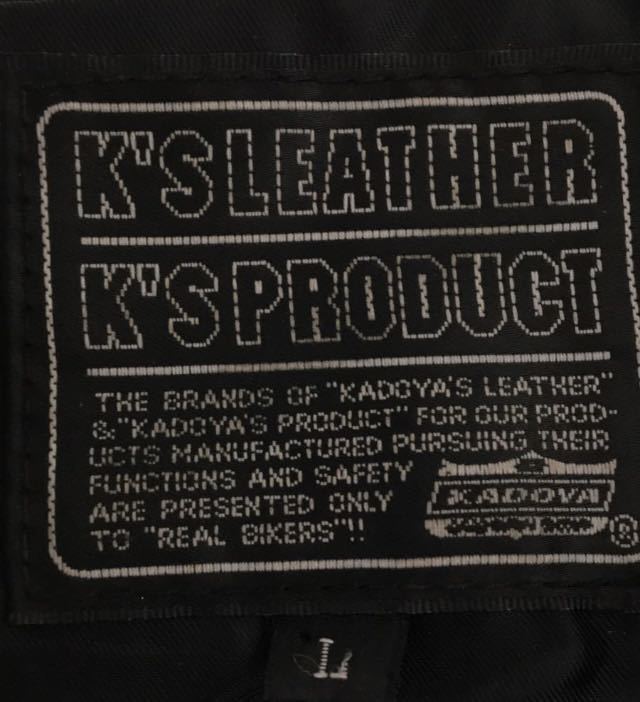 K'S LEATHER
K'S PRODUCT
THE BRANDS OF "KADOYA'S LEATHER"
&"KADOYA'S PRODUCT" FOR OUR PROD-
UCTS MANUFACTURED PURSUING THEIR
FUNCTIONS AND SAFETY
ARE PRESENTED ONLY
TO "REAL BIKERS"!!
KADOYA
®